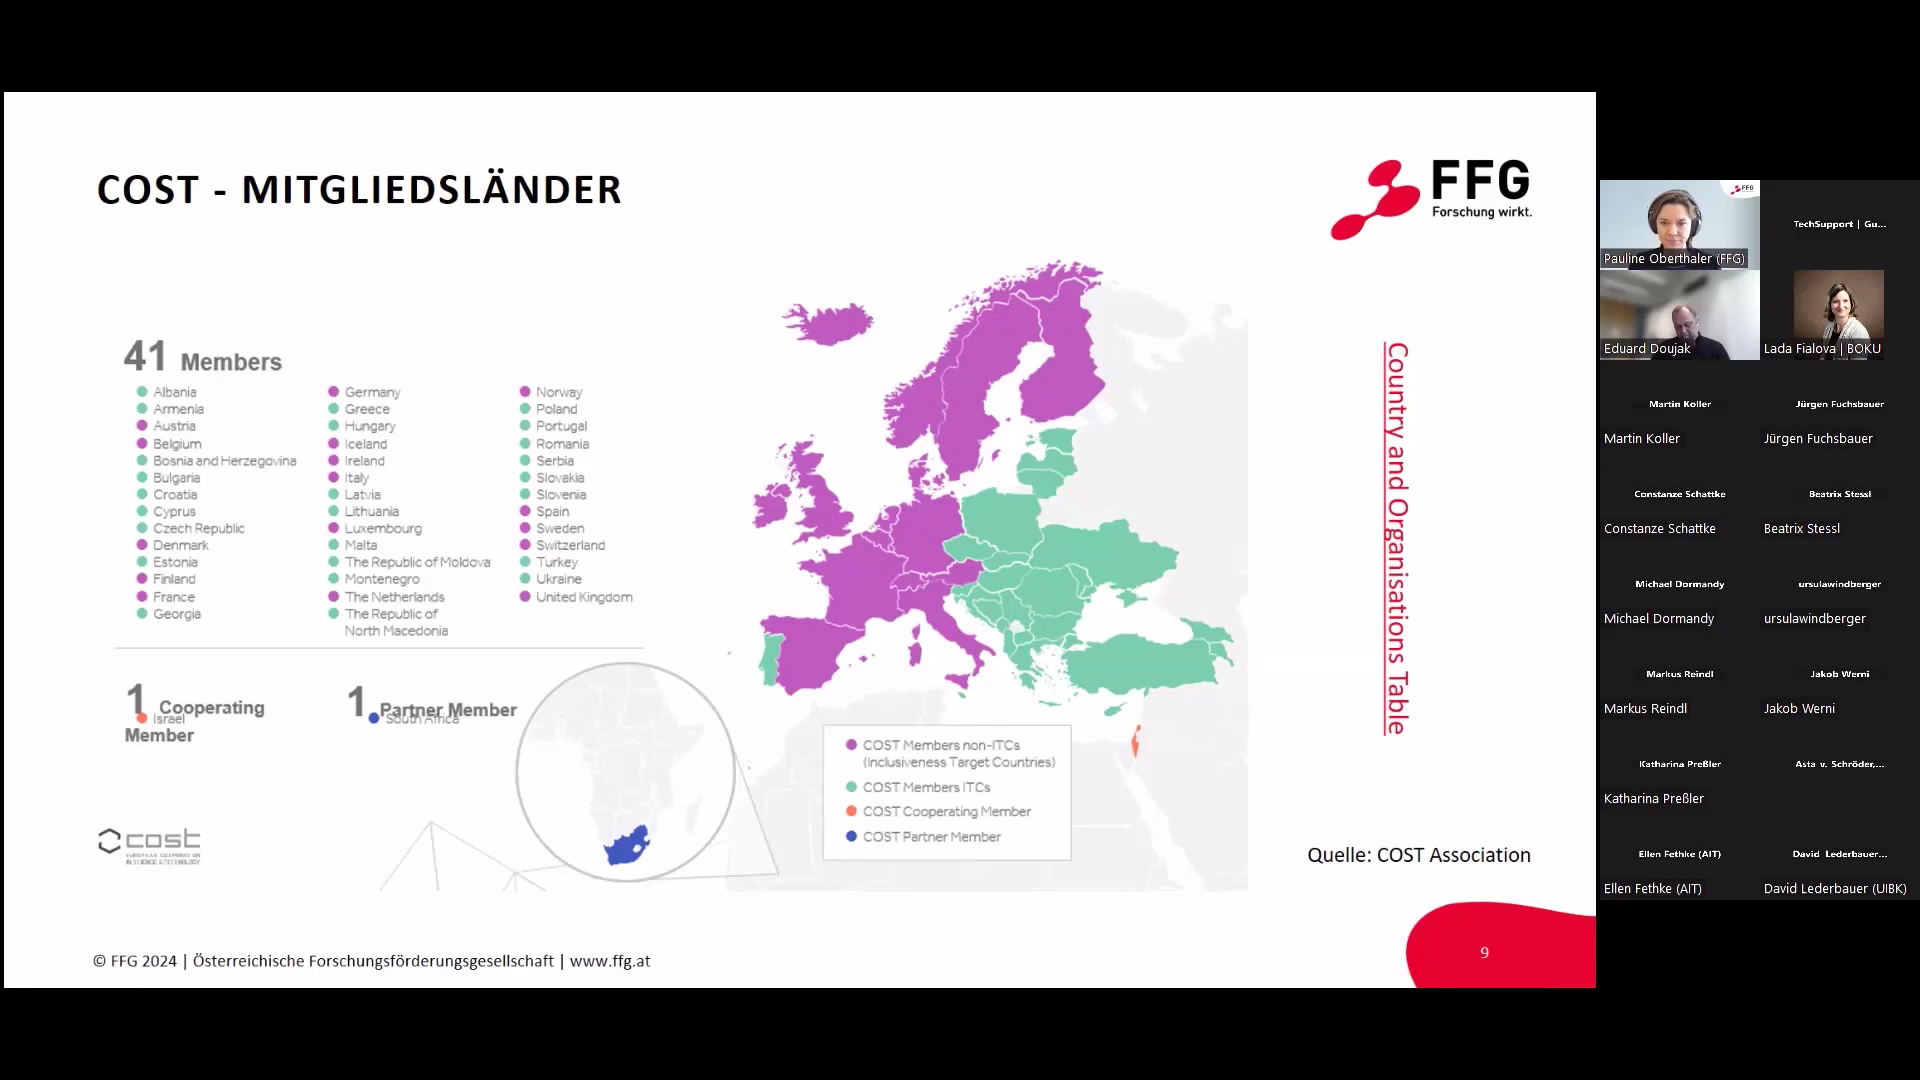 COST - MITGLIEDSLÄNDER
FFG
Forschung wirkt.
41 Members
Albania
Armenia
Austria
Belgium
Bosnia and Herzegovina
Bulgaria
Croatia
Cyprus
Czech Republic
Denmark
Estonia
Finland
France
Georgia
Germany
Greece
Hungary
Iceland
Ireland
Italy
Latvia
Lithuania
Luxembourg
Malta
The Republic of Moldova
Montenegro
The Netherlands
The Republic of
North Macedonia
Norway
Poland
Portugal
Romania
Serbia
Slovakia
Slovenia
Spain
Sweden
Switzerland
Turkey
Ukraine
United Kingdom
1 Cooperating
Member
Israel
1 Partner Member
South Africa
COST Members non-ITCs
(Inclusiveness Target Countries)
COST Members ITCs
COST Cooperating Member
COST Partner Member
Country and Organisations Table
cost
EUROPEAN COOPERATION
IN SCIENCE & TECHNOLOGY
Quelle: COST Association
© FFG 2024 | Österreichische Forschungsförderungsgesellschaft | www.ffg.at
9
FFG
Pauline Oberthaler (FFG)
TechSupport | Gu...
Eduard Doujak
Lada Fialova | BOKU
Martin Koller
Martin Koller
Jürgen Fuchsbauer
Jürgen Fuchsbauer
Constanze Schattke
Constanze Schattke
Beatrix Stessl
Beatrix Stessl
Michael Dormandy
Michael Dormandy
ursulawindberger
ursulawindberger
Markus Reindl
Markus Reindl
Jakob Werni
Jakob Werni
Katharina Preßler
Katharina Preßler
Asta v. Schröder,...
Ellen Fethke (AIT)
Ellen Fethke (AIT)
David Lederbauer...
David Lederbauer (UIBK)